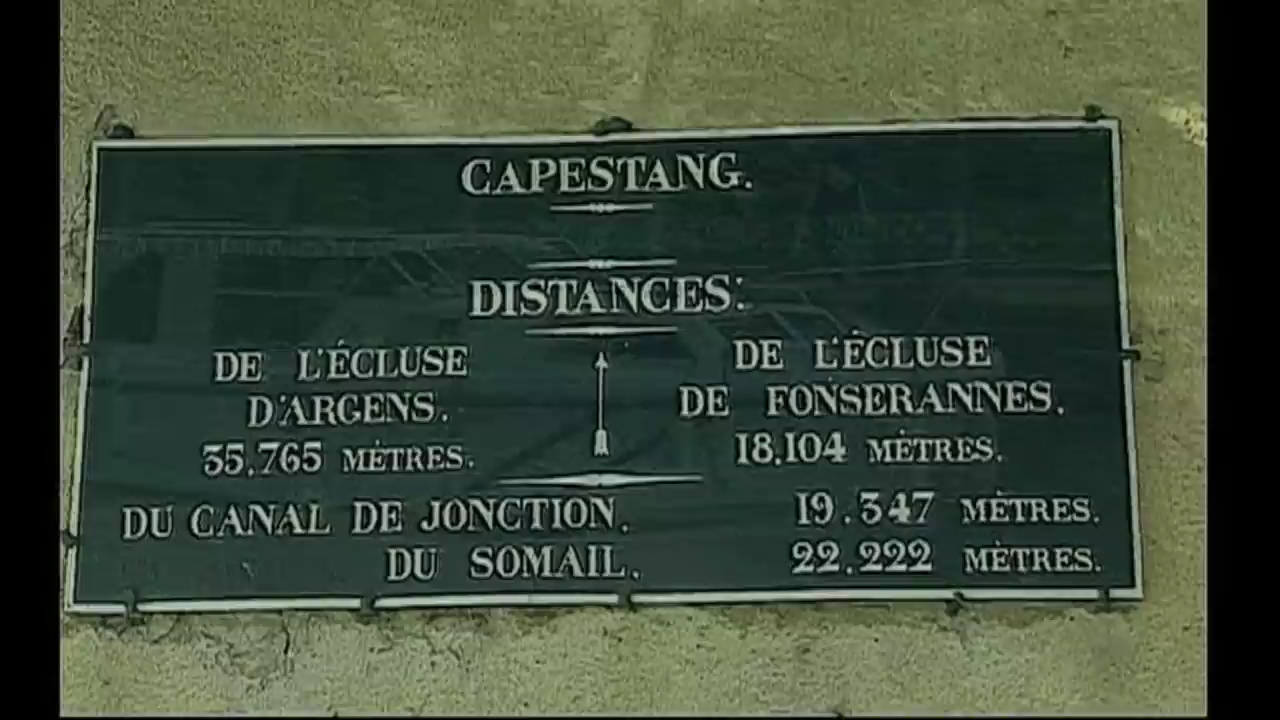 CAPESTANG.
DISTANCES:
DE L'ÉCLUSE
D'ARGENS.
35.765 MÈTRES.
DE L'ÉCLUSE
DE FONSERANNES.
18.104 MÈTRES.
DU CANAL DE JONCTION. 19.347 MÈTRES.
DU SOMAIL. 22.222 MÈTRES.